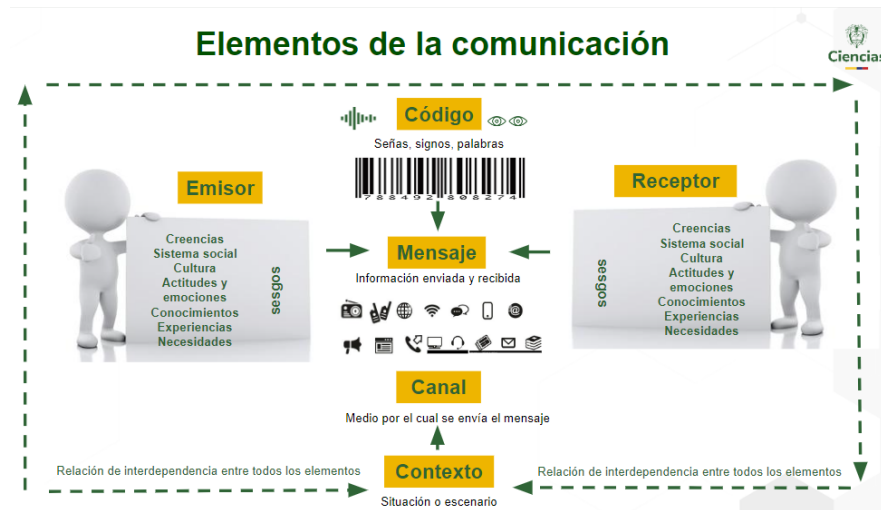 Elementos de la comunicación
Ciencias
Código
Señas, signos, palabras
788492808274
Emisor
Creencias
Sistema social
Cultura
Actitudes y
emociones
Conocimientos
Experiencias
Necesidades
sesgos
Receptor
Creencias
Sistema social
Cultura
Actitudes y
emociones
Conocimientos
Experiencias
Necesidades
sesgos
Mensaje
Información enviada y recibida
Canal
Medio por el cual se envía el mensaje
Relación de interdependencia entre todos los elementos
Contexto
Situación o escenario
Relación de interdependencia entre todos los elementos